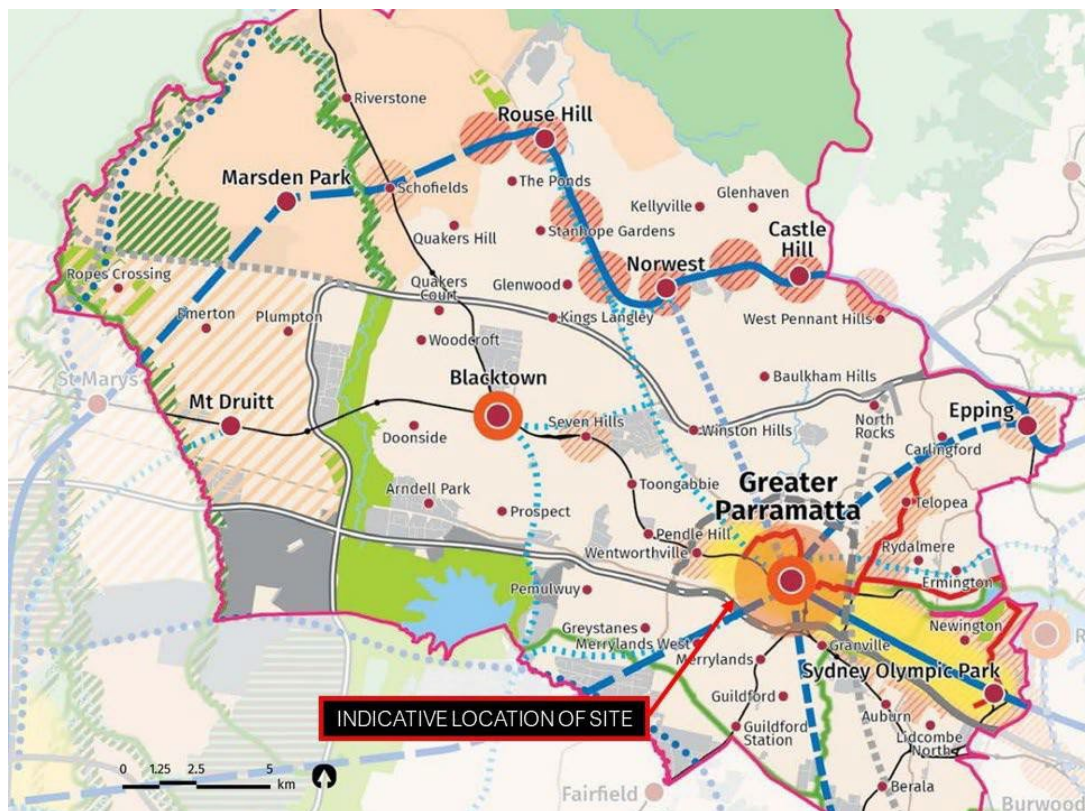 Riverstone
Rouse Hill
Marsden Park
Schofields
The Ponds
Glenhaven
Kellyville
Quakers Hill
Stanhope Gardens
Castle
Hill
Norwest
Ropes Crossing
Quakers
Court
Glenwood
Emerton
Plumpton
Kings Langley
West Pennant Hills
Woodcroft
St Marys
Blacktown
Baulkham Hills
Mt Druitt
Epping
Doonside
Seven Hills
Winston Hills
North
Rocks
Carlingford
Toongabbie
Greater
Parramatta
Arndell Park
Telopea
Prospect
Pendle Hill
Wentworthville
Rydalmere
Ermington
Pemulwuy
Newington
Greystanes
Merrylands West
Granville
Merrylands
Sydney Olympic Park
INDICATIVE LOCATION OF SITE
Guildford
Auburn
Guildford
Station
Lidcombe
North
0 1.25 2.5 5
km
Fairfield
Berala
Burwood